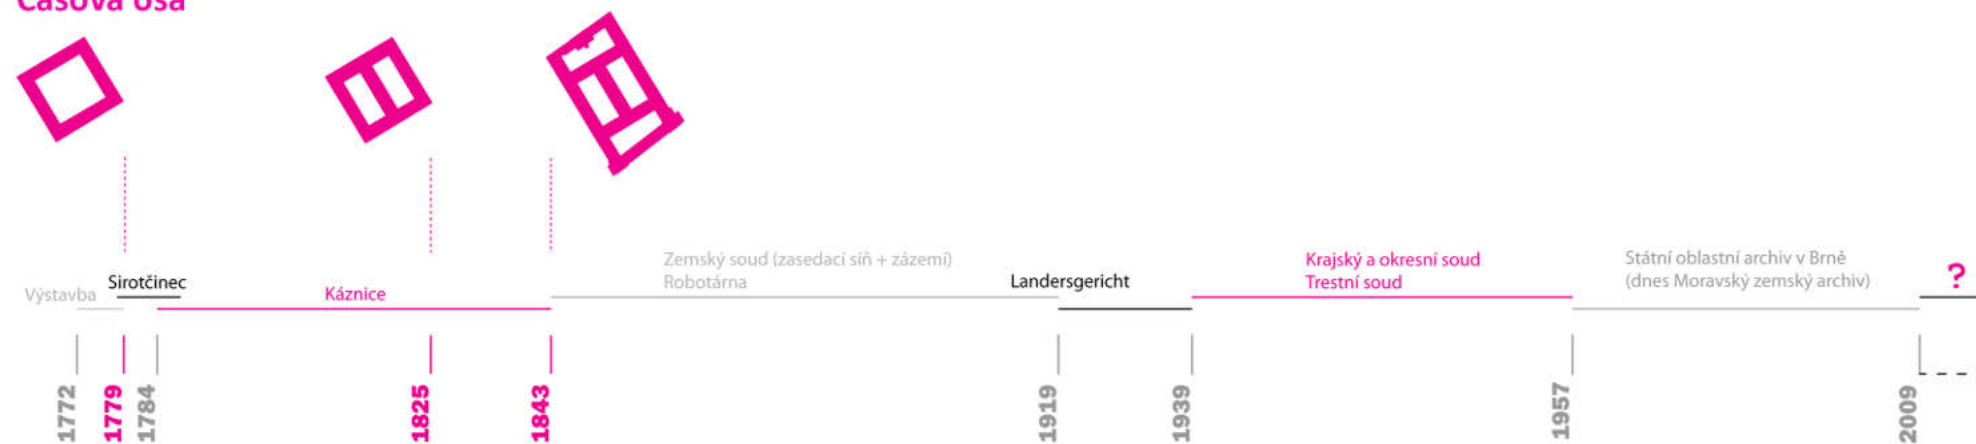 Časová osa
Výstavba
Sirotčinec
Káznice
Zemský soud (zasedací síň + zázemí)
Robotárna
Landersgericht
Krajský a okresní soud
Trestní soud
Státní oblastní archiv v Brně
(dnes Moravský zemský archiv)
?
1772
1779
1784
1825
1843
1919
1939
1957
2009